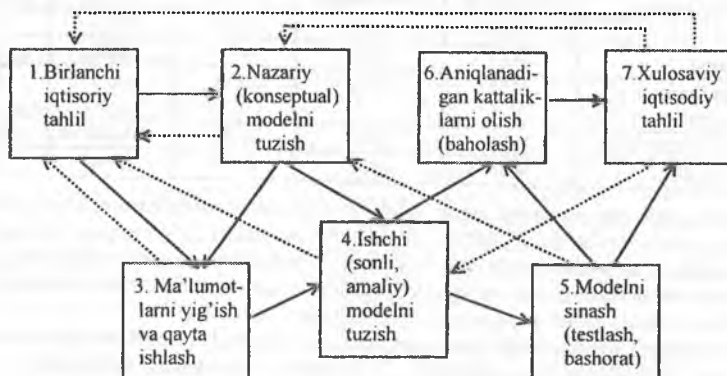 1.Birlanchi
iqtisoriy
tahlil
2.Nazariy
(konseptual)
modelni
tuzish
6.Aniqlanadi-
gan kattalik-
larni olish
(baholash)
7.Xulosaviy
iqtisodiy
tahlil
3. Ma’lumot-
larni yig’ish
va qayta
ishlash
4.Ishchi
(sonli,
amaliy)
modelni
tuzish
5.Modelni
sinash
(testlash,
bashorat)